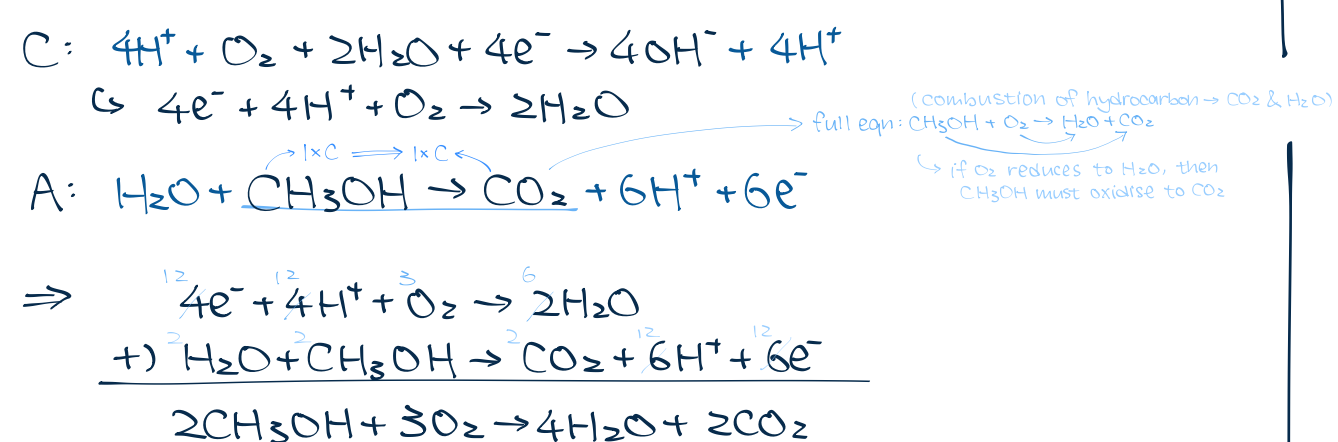 C: 4H⁺ + O₂ + 2H₂O + 4e⁻ → 4OH⁻ + 4H⁺
↳ 4e⁻ + 4H⁺ + O₂ → 2H₂O
(combustion of hydrocarbon → CO₂ & H₂O)
→ full eqn: CH₃OH + O₂ → H₂O + CO₂
→ 1×C ⟹ 1×C ←
↳ if O₂ reduces to H₂O, then
CH₃OH must oxidise to CO₂
A: H₂O + CH₃OH → CO₂ + 6H⁺ + 6e⁻
12 12 3 6
⇒ 4e⁻ + 4H⁺ + O₂ → 2H₂O
2 2 2 12 12
+) H₂O + CH₃OH → CO₂ + 6H⁺ + 6e⁻
2CH₃OH + 3O₂ → 4H₂O + 2CO₂